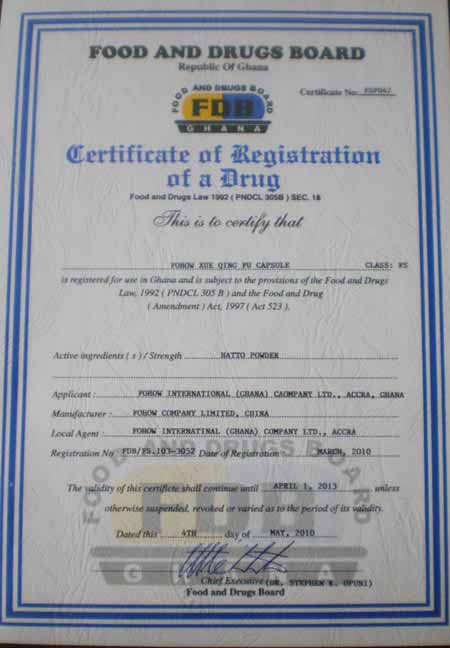 FOOD AND DRUGS BOARD
Republic Of Ghana
Certificate No:
FOOD AND DRUGS BOARD
FDB
GHANA
Certificate of Registration
of a Drug
Food and Drugs Law 1992 ( PNDCL 305B ) SEC. 18
This is to certify that
FOHOW XUE QING FU CAPSULE CLASS: FS
is registered for use in Ghana and is subject to the provisions of the Food and Drugs
Law, 1992 ( PNDCL 305 B ) and the Food and Drug
( Amendment ) Act, 1997 ( Act 523 ).
Active ingredients ( s ) / Strength NATTO POWDER
Applicant : FOHOW INTERNATIONAL (GHANA) CAOMPANY LTD., ACCRA, GHANA
Manufacturer : FOHOW COMPANY LIMITED, CHINA
Local Agent : FOHOW INTERNATINAL (GHANA) COMPANY LTD., ACCRA
Registration No FDB/FS.103-3052 Date of Registration MARCH, 2010
The validity of this certificte shall continue until APRIL 1, 2013 unless
otherwise suspended, revoked or varied as to the period of its validity.
Dated this 4TH day of MAY, 2010
FOOD AND DRUGS BOARD
FDB
GHANA
Chief Executive (DR. STEPHEN K. OPUNI)
Food and Drugs Board